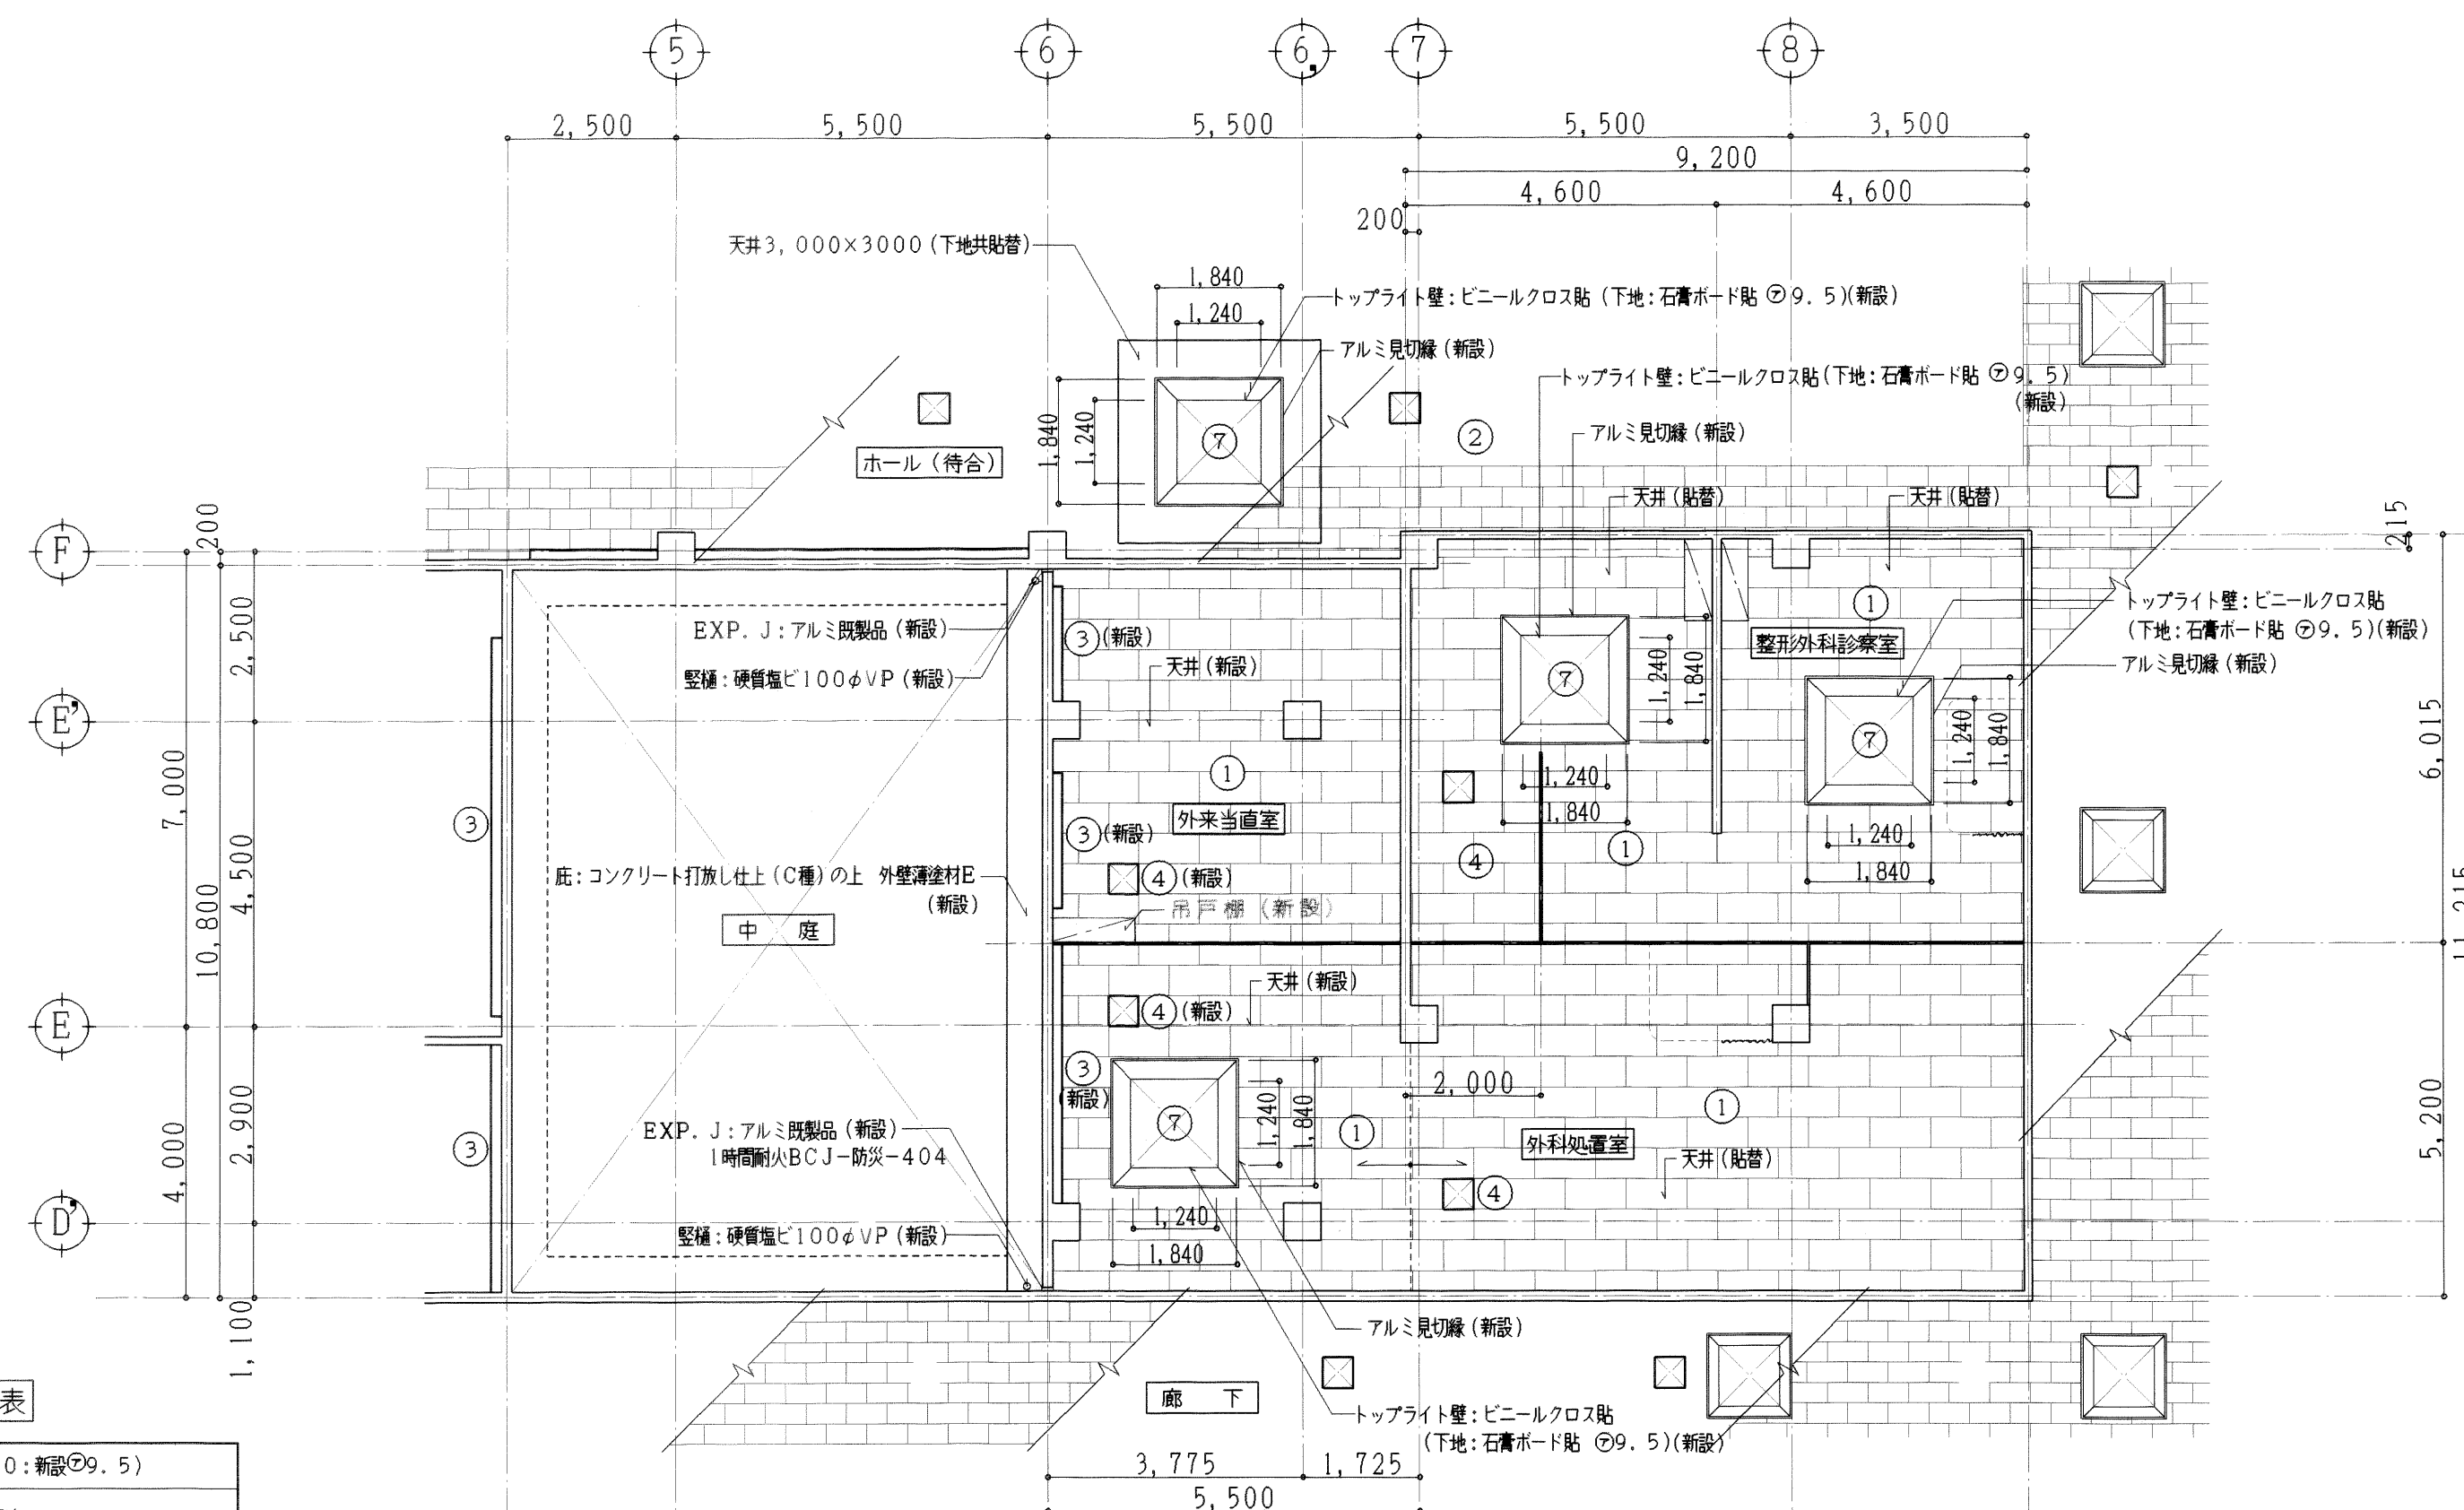 5 6 6' 7 8
2,500 5,500 5,500 5,500 3,500
9,200
4,600 4,600
200
天井3,000×3000(下地共貼替)
1,840
1,240
トップライト壁:ビニールクロス貼(下地:石膏ボード貼 ㋐9.5)(新設)
アルミ見切縁(新設)
1,840
1,240
⑦
ホール(待合)
トップライト壁:ビニールクロス貼(下地:石膏ボード貼 ㋐9.5)
(新設)
②
アルミ見切縁(新設)
天井(貼替)
天井(貼替)
215
F
200
2,500
E'
7,000
10,800
4,500
E
4,000
2,900
D'
1,100
③
③
EXP.J:アルミ既製品(新設)
竪樋:硬質塩ビ100φVP(新設)
庇:コンクリート打放し仕上(C種)の上 外壁薄塗材E
(新設)
中 庭
EXP.J:アルミ既製品(新設)
1時間耐火BCJ-防災-404
竪樋:硬質塩ビ100φVP(新設)
③(新設)
天井(新設)
①
外来当直室
③(新設)
④(新設)
吊戸棚(新設)
⑦
1,240
1,840
1,240
1,840
④
①
①
整形外科診察室
⑦
1,240
1,840
1,240
1,840
トップライト壁:ビニールクロス貼
(下地:石膏ボード貼 ㋐9.5)(新設)
アルミ見切縁(新設)
6,015
11,215
5,200
天井(新設)
④(新設)
③
(新設)
⑦
1,240
1,840
1,240
1,840
①
2,000
①
外科処置室
天井(貼替)
④
アルミ見切縁(新設)
廊 下
トップライト壁:ビニールクロス貼
(下地:石膏ボード貼 ㋐9.5)(新設)
3,775 1,725
5,500
表
0:新設㋐9.5)